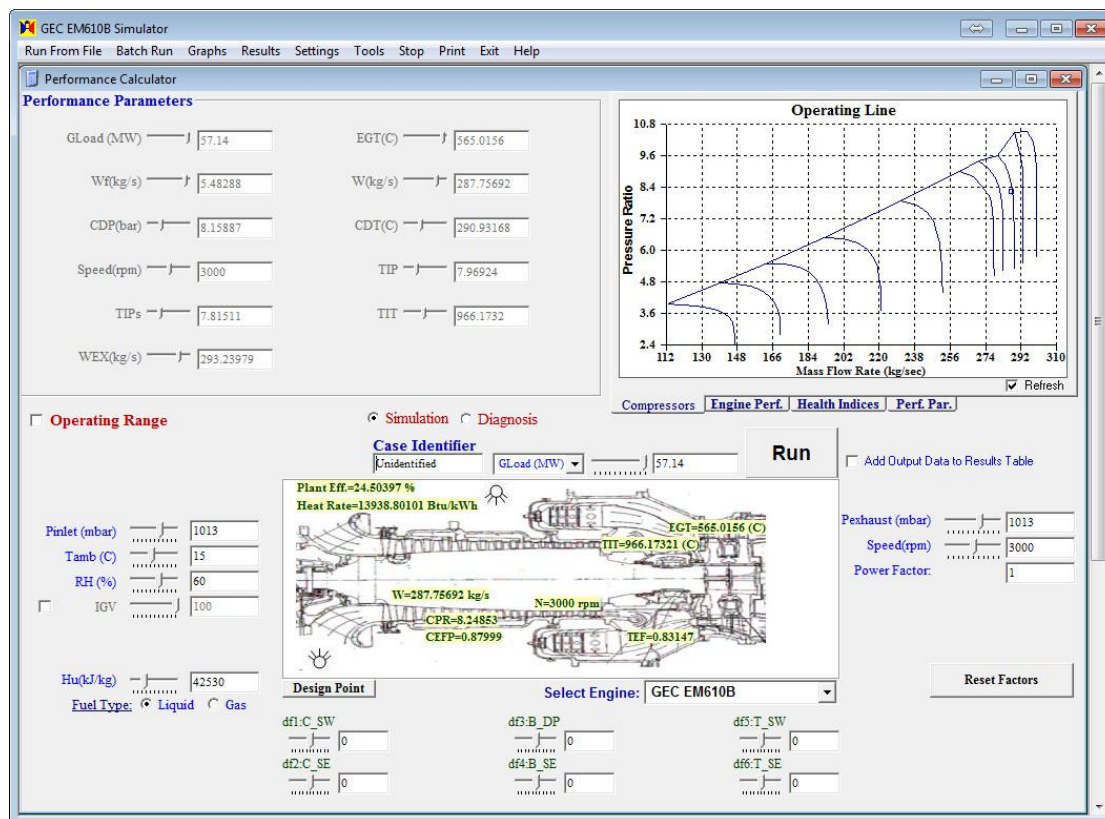 GEC EM610B Simulator
Run From File Batch Run Graphs Results Settings Tools Stop Print Exit Help
Performance Calculator
Performance Parameters
GLoad (MW) 57.14 EGT(C) 565.0156
Wf(kg/s) 5.48288 W(kg/s) 287.75692
CDP(bar) 8.15887 CDT(C) 290.93168
Speed(rpm) 3000 TIP 7.96924
TIPs 7.81511 TIT 966.1732
WEX(kg/s) 293.23979
Operating Line
Pressure Ratio
10.8
9.6
8.4
7.2
6.0
4.8
3.6
2.4
112 130 148 166 184 202 220 238 256 274 292 310
Mass Flow Rate (kg/sec)
Refresh
Compressors Engine Perf. Health Indices Perf. Par.
Operating Range
Simulation Diagnosis
Case Identifier
Unidentified GLoad (MW) 57.14
Run
Add Output Data to Results Table
Plant Eff.=24.50397 %
Heat Rate=13938.80101 Btu/kWh
EGT=565.0156 (C)
TIT=966.17321 (C)
W=287.75692 kg/s
N=3000 rpm
CPR=8.24853
CEFP=0.87999
TEF=0.83147
Pinlet (mbar) 1013
Tamb (C) 15
RH (%) 60
IGV 100
Hu(kJ/kg) 42530
Fuel Type: Liquid Gas
Pexhaust (mbar) 1013
Speed(rpm) 3000
Power Factor: 1
Design Point
Select Engine: GEC EM610B
Reset Factors
df1:C_SW 0
df3:B_DP 0
df5:T_SW 0
df2:C_SE 0
df4:B_SE 0
df6:T_SE 0